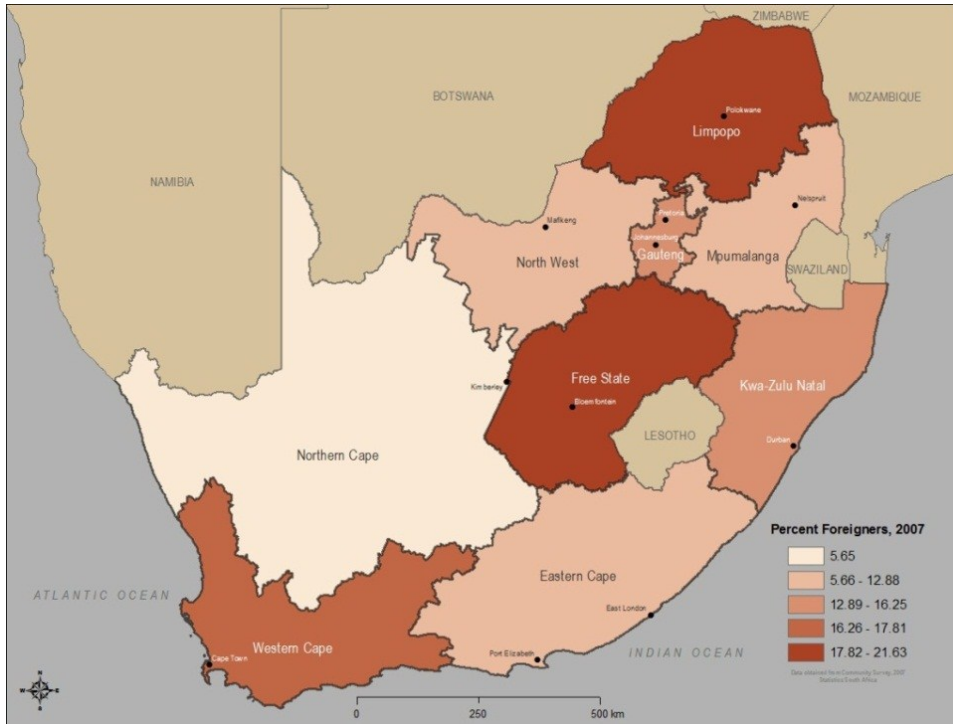 ZIMBABWE
BOTSWANA
MOZAMBIQUE
Polokwane
Limpopo
NAMIBIA
Nelspruit
Pretoria
Mafikeng
Johannesburg
Gauteng
Mpumalanga
North West
SWAZILAND
Free State
Kimberley
Kwa-Zulu Natal
Bloemfontein
LESOTHO
Durban
Northern Cape
Percent Foreigners, 2007
5.65
5.66 - 12.88
12.89 - 16.25
16.26 - 17.81
17.82 - 21.63
Data obtained from Community Survey, 2007
Statistics South Africa
Eastern Cape
ATLANTIC OCEAN
East London
Western Cape
Cape Town
Port Elizabeth
INDIAN OCEAN
N
W E
S
0 250 500 km